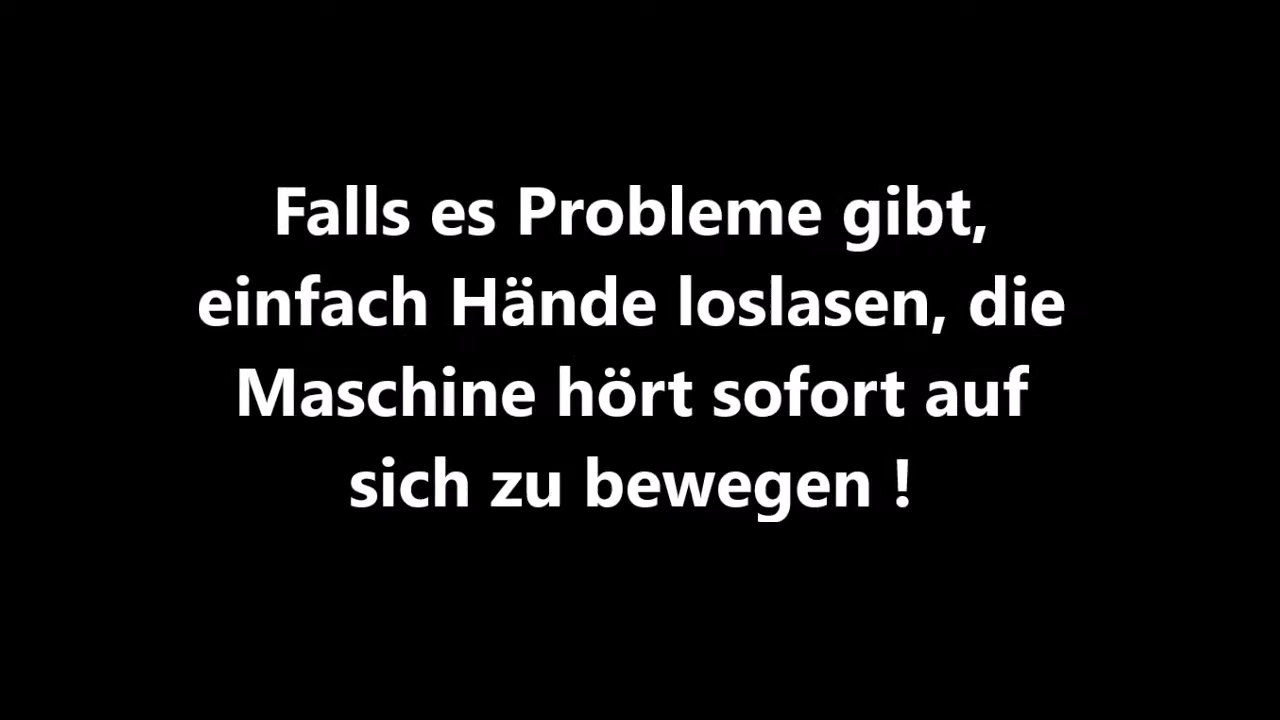 Falls es Probleme gibt,
einfach Hände loslasen, die
Maschine hört sofort auf
sich zu bewegen !